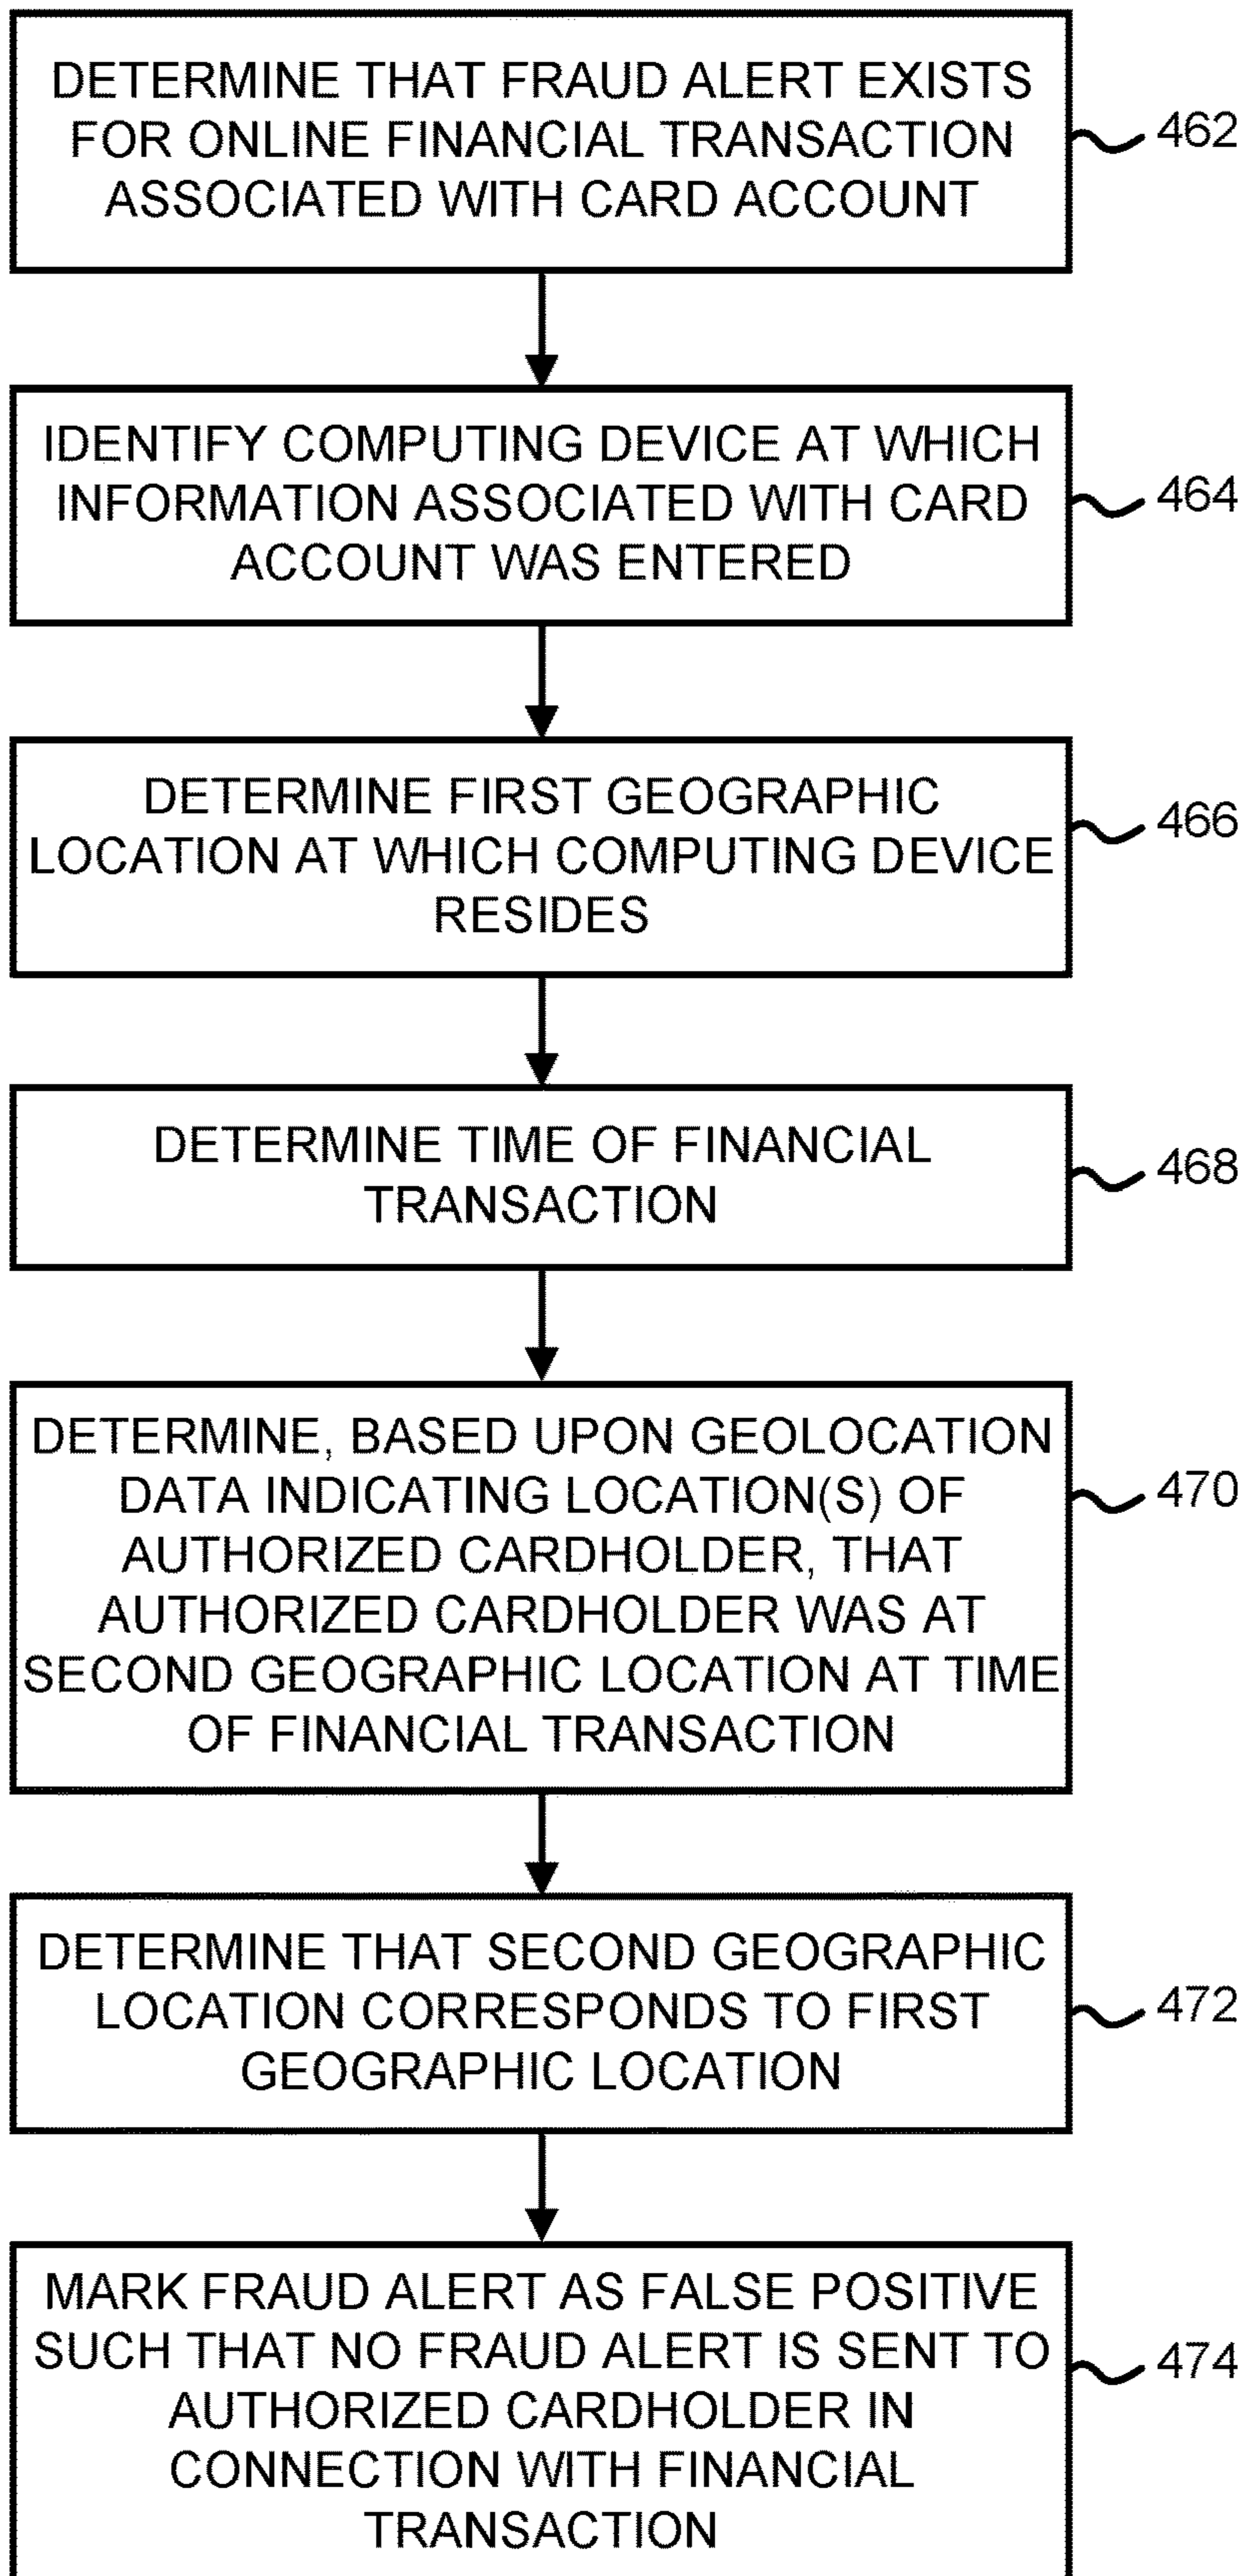 DETERMINE THAT FRAUD ALERT EXISTS
FOR ONLINE FINANCIAL TRANSACTION
ASSOCIATED WITH CARD ACCOUNT
462
IDENTIFY COMPUTING DEVICE AT WHICH
INFORMATION ASSOCIATED WITH CARD
ACCOUNT WAS ENTERED
464
DETERMINE FIRST GEOGRAPHIC
LOCATION AT WHICH COMPUTING DEVICE
RESIDES
466
DETERMINE TIME OF FINANCIAL
TRANSACTION
468
DETERMINE, BASED UPON GEOLOCATION
DATA INDICATING LOCATION(S) OF
AUTHORIZED CARDHOLDER, THAT
AUTHORIZED CARDHOLDER WAS AT
SECOND GEOGRAPHIC LOCATION AT TIME
OF FINANCIAL TRANSACTION
470
DETERMINE THAT SECOND GEOGRAPHIC
LOCATION CORRESPONDS TO FIRST
GEOGRAPHIC LOCATION
472
MARK FRAUD ALERT AS FALSE POSITIVE
SUCH THAT NO FRAUD ALERT IS SENT TO
AUTHORIZED CARDHOLDER IN
CONNECTION WITH FINANCIAL
TRANSACTION
474